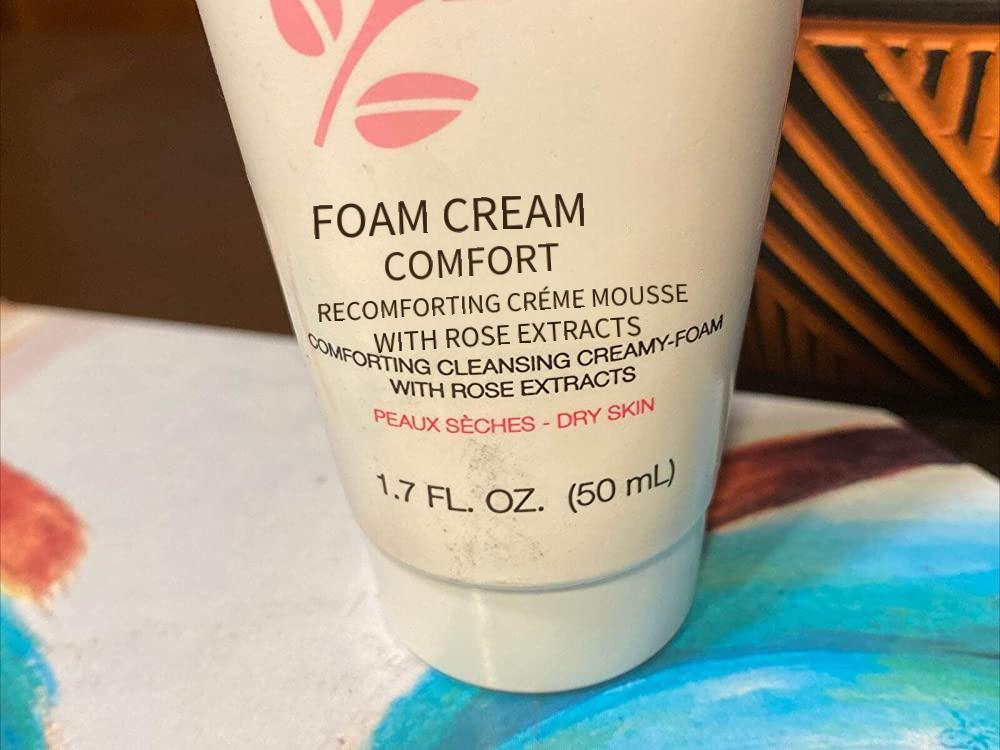 FOAM CREAM
COMFORT
RECOMFORTING CRÉME MOUSSE
WITH ROSE EXTRACTS
COMFORTING CLEANSING CREAMY-FOAM
WITH ROSE EXTRACTS
PEAUX SÈCHES - DRY SKIN
1.7 FL. OZ. (50 mL)